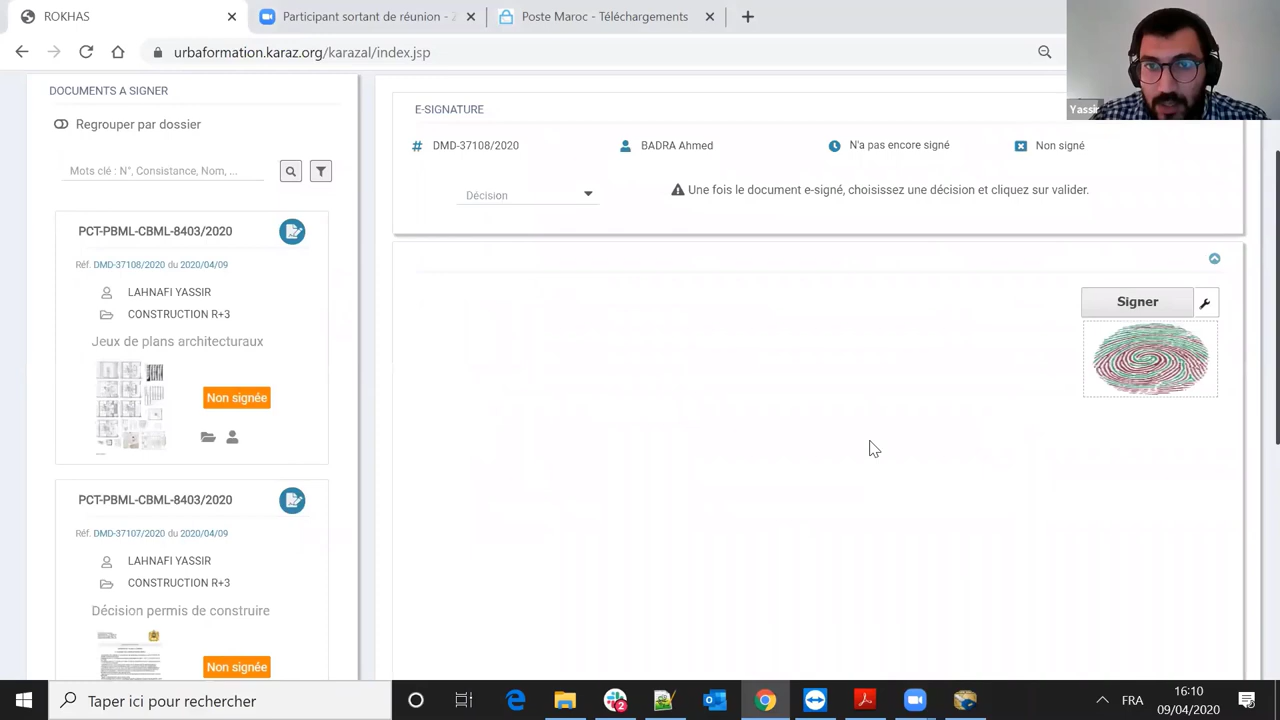 ROKHAS
Participant sortant de réunion - Z
Poste Maroc - Téléchargements
urbaformation.karaz.org/karazal/index.jsp
Yassir
DOCUMENTS A SIGNER
Regrouper par dossier
Mots clé : N°, Consistance, Nom, ...
PCT-PBML-CBML-8403/2020
Réf. DMD-37108/2020 du 2020/04/09
LAHNAFI YASSIR
CONSTRUCTION R+3
Jeux de plans architecturaux
Non signée
PCT-PBML-CBML-8403/2020
Réf. DMD-37107/2020 du 2020/04/09
LAHNAFI YASSIR
CONSTRUCTION R+3
Décision permis de construire
Non signée
E-SIGNATURE
# DMD-37108/2020
BADRA Ahmed
N'a pas encore signé
Non signé
Décision
Une fois le document e-signé, choisissez une décision et cliquez sur valider.
Signer
Taper ici pour rechercher
2
FRA
16:10
09/04/2020